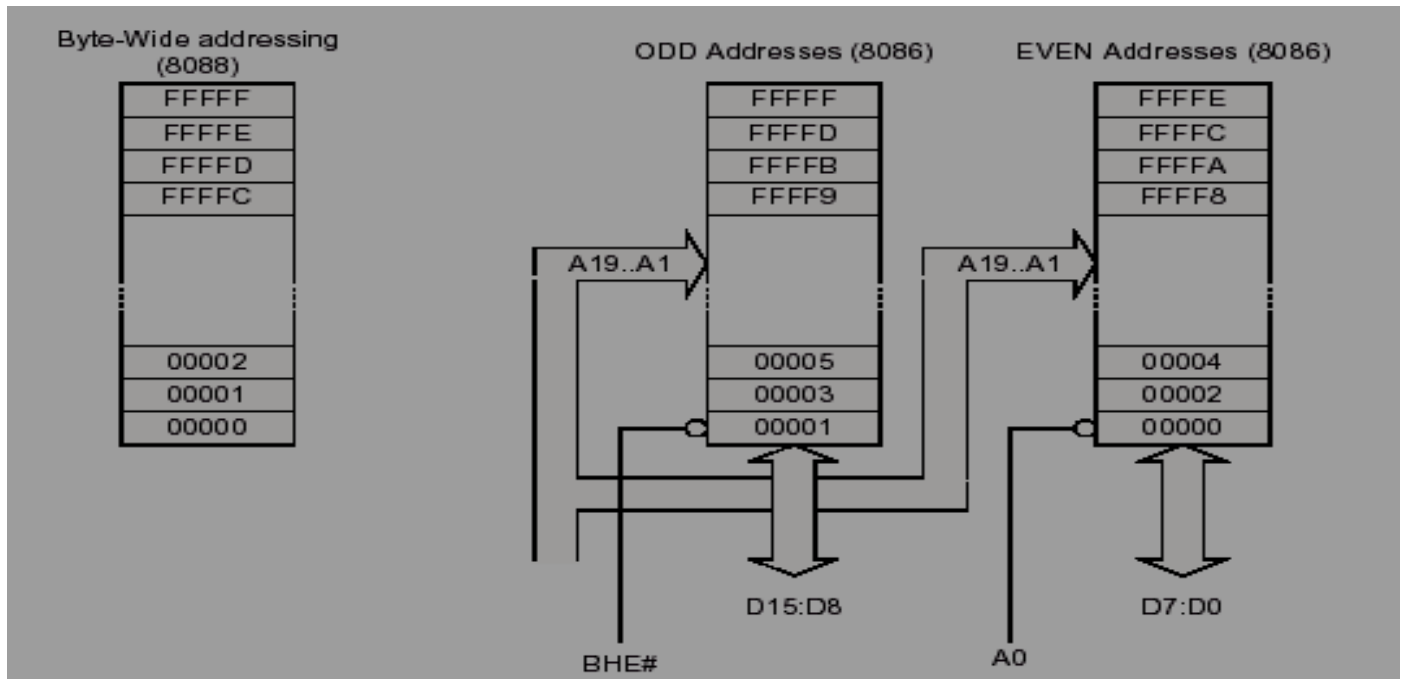 Byte-Wide addressing
(8088)
FFFFF
FFFFE
FFFFD
FFFFC
00002
00001
00000
ODD Addresses (8086)
FFFFF
FFFFD
FFFFB
FFFF9
A19..A1
00005
00003
00001
D15:D8
BHE#
EVEN Addresses (8086)
FFFFE
FFFFC
FFFFA
FFFF8
A19..A1
00004
00002
00000
D7:D0
A0